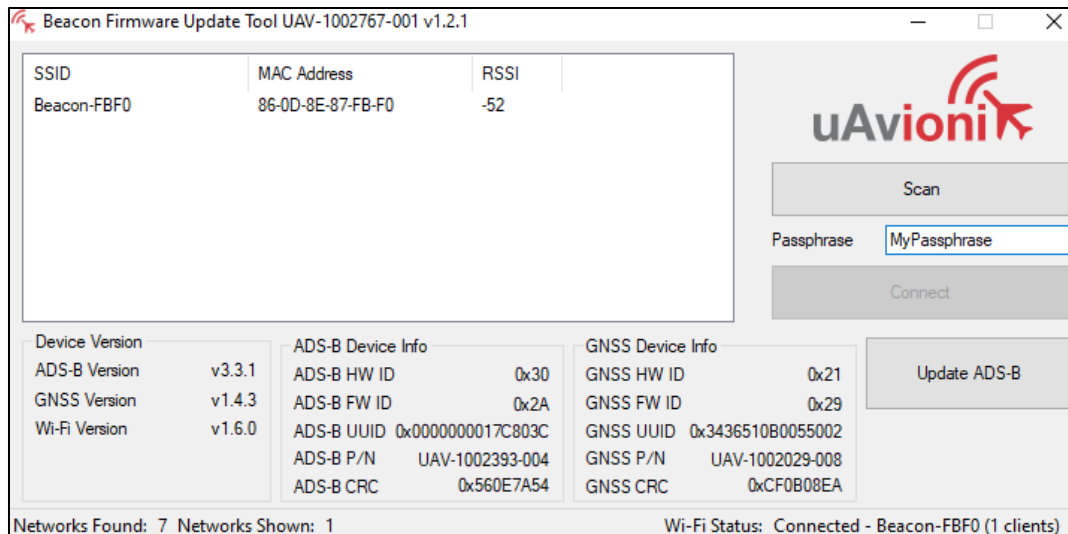 Beacon Firmware Update Tool UAV-1002767-001 v1.2.1
SSID MAC Address RSSI
Beacon-FBF0 86-0D-8E-87-FB-F0 -52
uAvionix
Scan
Passphrase MyPassphrase
Connect
Device Version
ADS-B Version v3.3.1
GNSS Version v1.4.3
Wi-Fi Version v1.6.0
ADS-B Device Info
ADS-B HW ID 0x30
ADS-B FW ID 0x2A
ADS-B UUID 0x0000000017C803C
ADS-B P/N UAV-1002393-004
ADS-B CRC 0x560E7A54
GNSS Device Info
GNSS HW ID 0x21
GNSS FW ID 0x29
GNSS UUID 0x3436510B0055002
GNSS P/N UAV-1002029-008
GNSS CRC 0xCF0B08EA
Update ADS-B
Networks Found: 7 Networks Shown: 1
Wi-Fi Status: Connected - Beacon-FBF0 (1 clients)